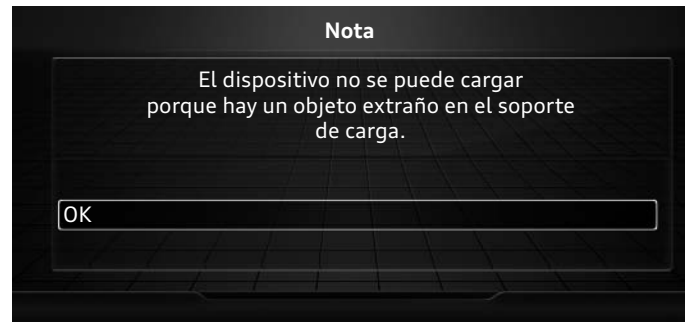 Nota
El dispositivo no se puede cargar
porque hay un objeto extraño en el soporte
de carga.
OK